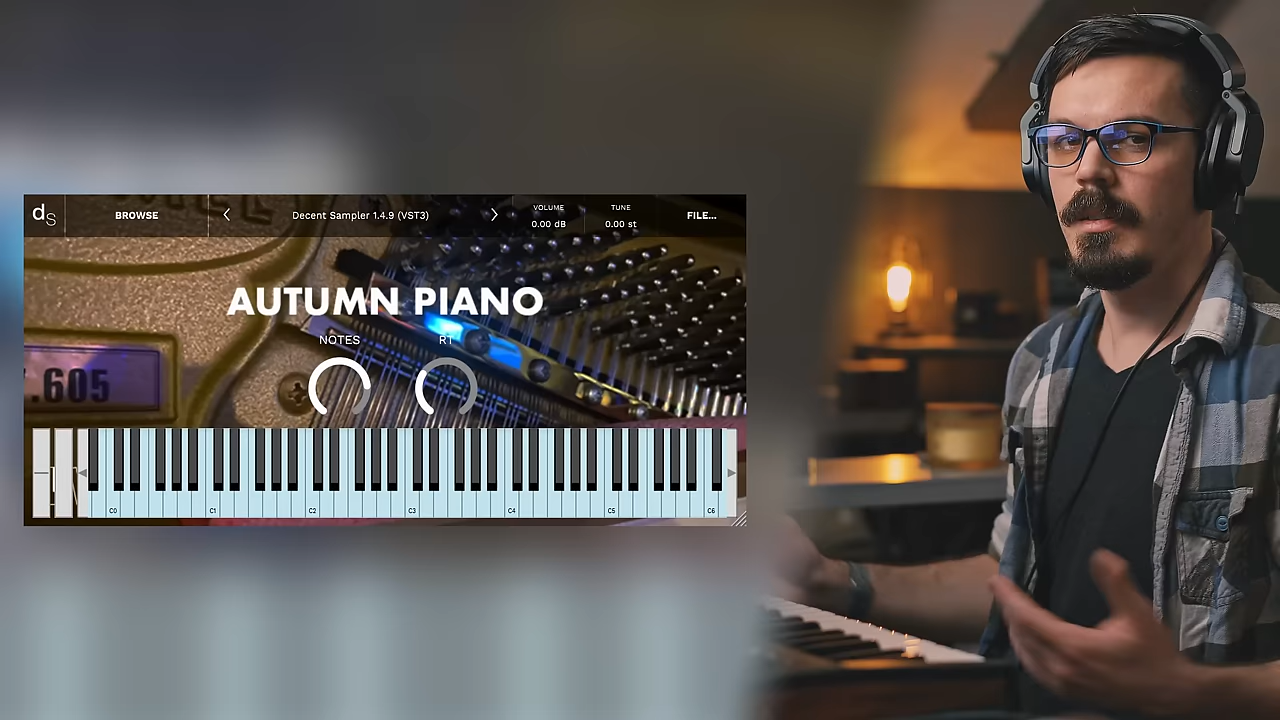 dS
BROWSE
Decent Sampler 1.4.9 (VST3)
VOLUME
0.00 dB
TUNE
0.00 st
FILE...
AUTUMN PIANO
NOTES
RT
.605
C0 C1 C2 C3 C4 C5 C6